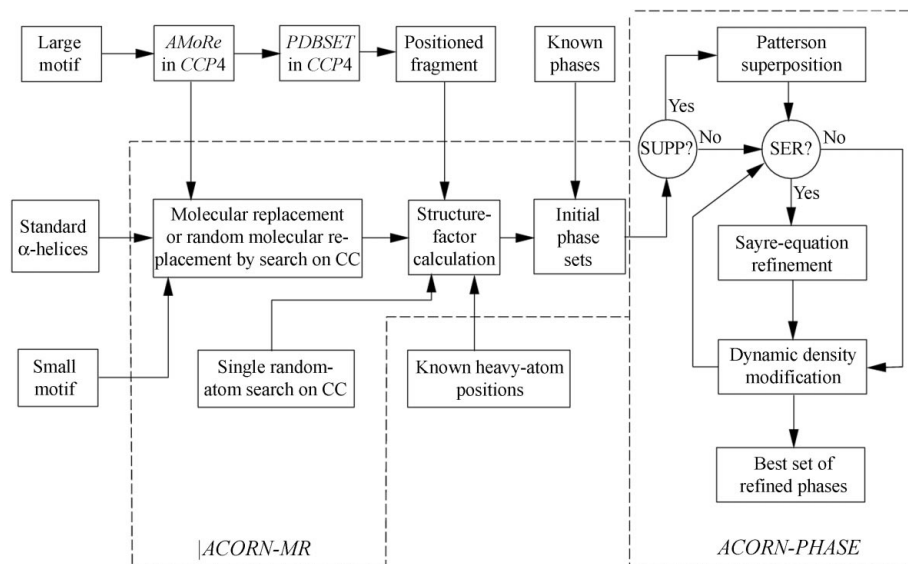 Large
motif
AMoRe
in CCP4
PDBSET
in CCP4
Positioned
fragment
Known
phases
Patterson
superposition
Yes
SUPP?
No
SER?
No
Yes
Standard
α-helices
Molecular replacement
or random molecular re-
placement by search on CC
Structure-
factor
calculation
Initial
phase
sets
Sayre-equation
refinement
Small
motif
Single random-
atom search on CC
Known heavy-atom
positions
Dynamic density
modification
Best set of
refined phases
|ACORN-MR
ACORN-PHASE